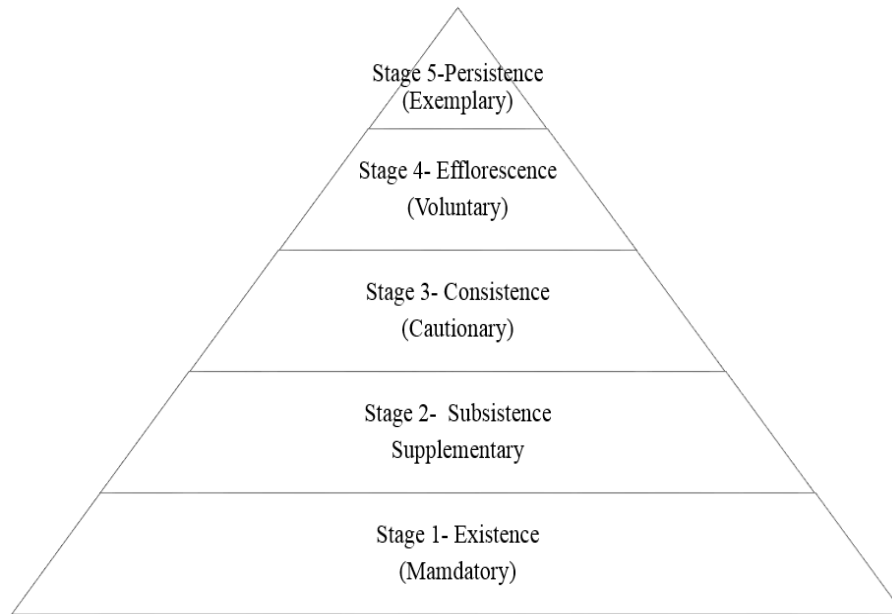 Stage 5-Persistence
(Exemplary)
Stage 4- Efflorescence
(Voluntary)
Stage 3- Consistence
(Cautionary)
Stage 2-  Subsistence
Supplementary
Stage 1- Existence
(Mamdatory)